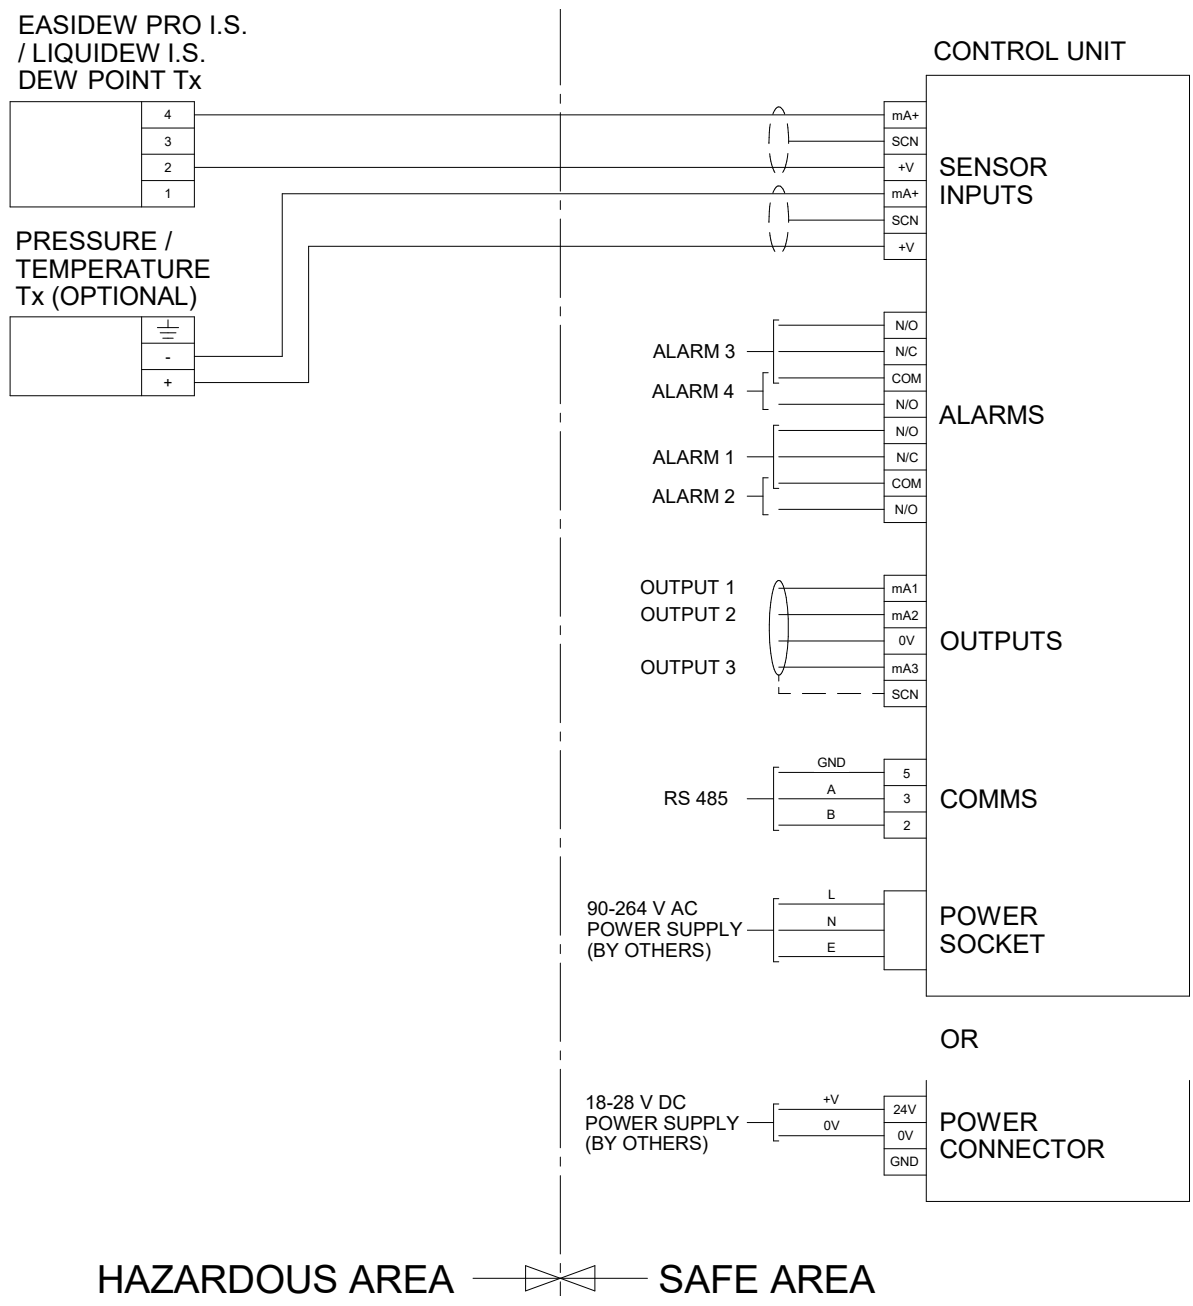 EASIDEW PRO I.S.
/ LIQUIDEW I.S.
DEW POINT Tx
4
3
2
1
PRESSURE /
TEMPERATURE
Tx (OPTIONAL)
-
+
CONTROL UNIT
mA+
SCN
+V
mA+
SCN
+V
SENSOR
INPUTS
ALARM 3
ALARM 4
ALARM 1
ALARM 2
N/O
N/C
COM
N/O
N/O
N/C
COM
N/O
ALARMS
OUTPUT 1
OUTPUT 2
OUTPUT 3
mA1
mA2
0V
mA3
SCN
OUTPUTS
RS 485
GND
A
B
5
3
2
COMMS
90-264 V AC
POWER SUPPLY
(BY OTHERS)
L
N
E
POWER
SOCKET
OR
18-28 V DC
POWER SUPPLY
(BY OTHERS)
+V
0V
24V
0V
GND
POWER
CONNECTOR
HAZARDOUS AREA
SAFE AREA